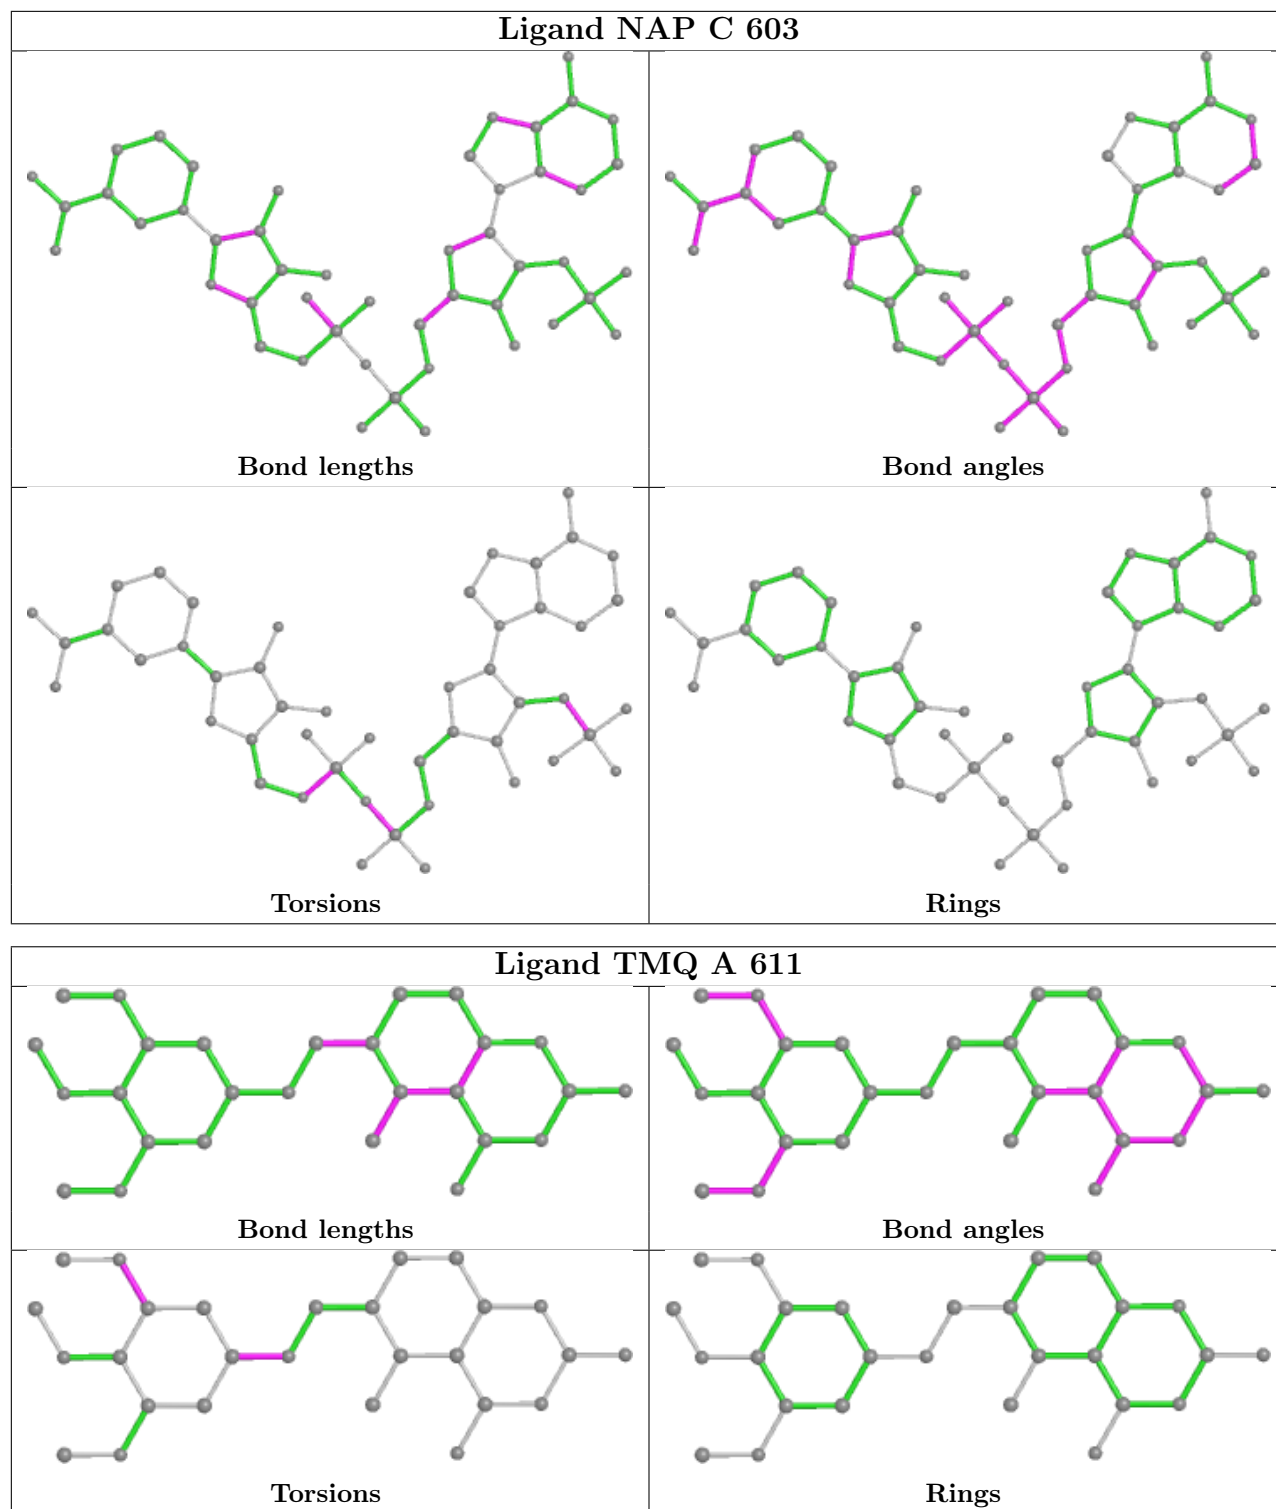 Ligand NAP C 603
Bond lengths
Bond angles
Torsions
Rings
Ligand TMQ A 611
Bond lengths
Bond angles
Torsions
Rings